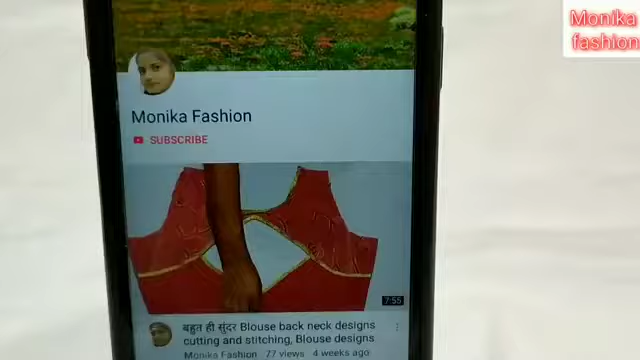 Monika
fashion
Monika Fashion
SUBSCRIBE
7:55
बहुत ही सुंदर Blouse back neck designs
cutting and stitching, Blouse designs
Monika Fashion 77 views 4 weeks ago